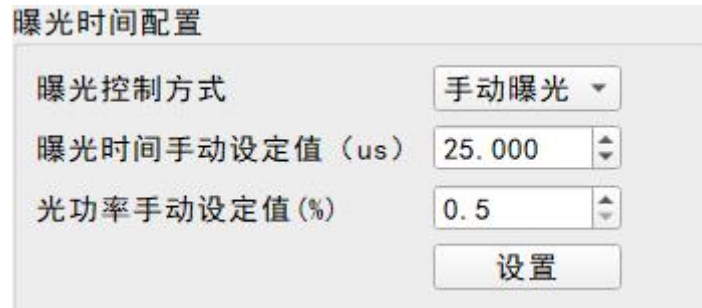 曝光时间配置
曝光控制方式 手动曝光
曝光时间手动设定值（us） 25.000
光功率手动设定值(%) 0.5
设置